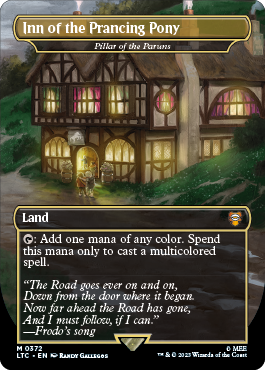 Inn of the Prancing Pony
Pillar of the Paruns
Land
: Add one mana of any color. Spend
this mana only to cast a multicolored
spell.
“The Road goes ever on and on,
Down from the door where it began.
Now far ahead the Road has gone,
And I must follow, if I can.”
—Frodo’s song
M 0372
LTC • EN Randy Gallegos
& MEE
™ & © 2023 Wizards of the Coast